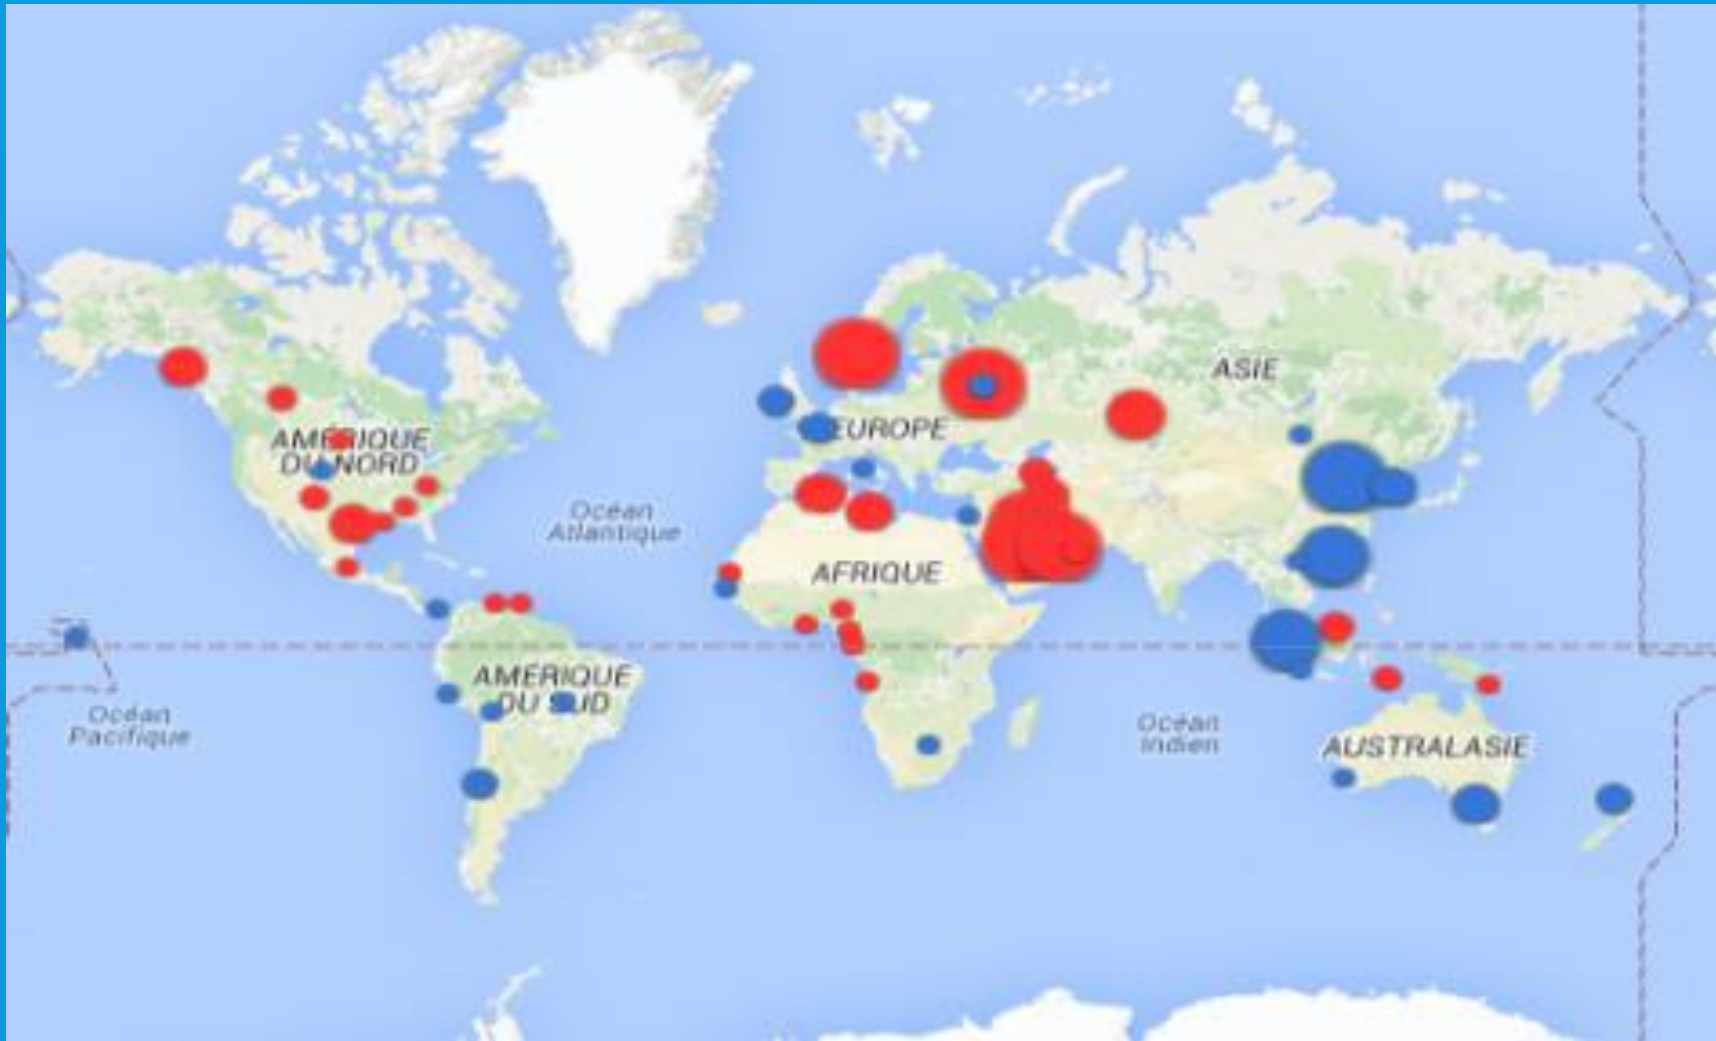 ASIE
EUROPE
AMÉRIQUE
DU NORD
Océan
Atlantique
AFRIQUE
AMÉRIQUE
DU SUD
Océan
Pacifique
Océan
Indien
AUSTRALASIE